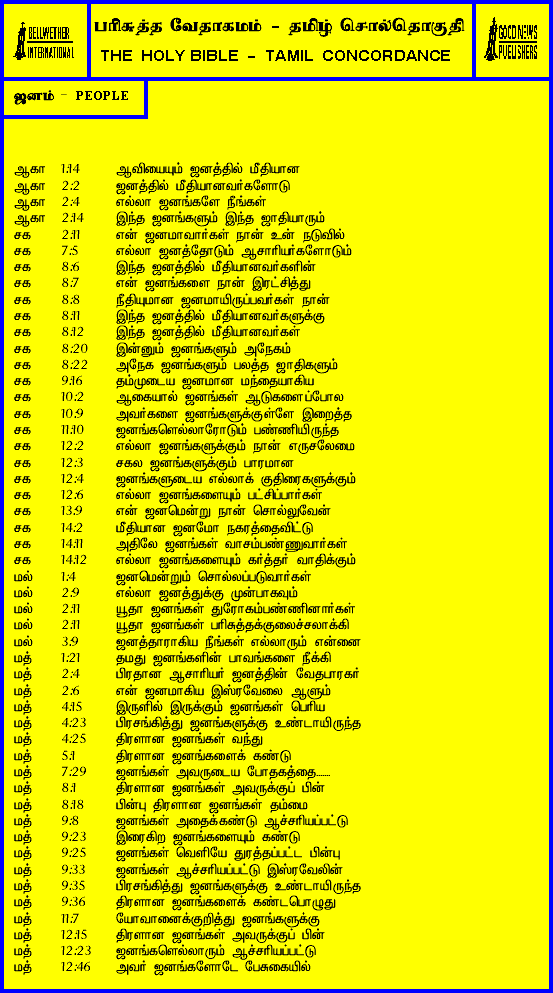 BELLWETHER INTERNATIONAL
பரிசுத்த வேதாகமம் – தமிழ் சொல்தொகுதி
THE HOLY BIBLE – TAMIL CONCORDANCE
GOOD NEWS PUBLISHERS
ஜனம் – PEOPLE
ஆகா 1:14 ஆவியையும் ஜனத்தில் மீதியான
ஆகா 2:2 ஜனத்தில் மீதியானவர்களோடு
ஆகா 2:4 எல்லா ஜனங்களே நீங்கள்
ஆகா 2:14 இந்த ஜனங்களும் இந்த ஜாதியாரும்
சக 2:11 என் ஜனமாவார்கள் நான் உன் நடுவில்
சக 7:5 எல்லா ஜனத்தோடும் ஆசாரியர்களோடும்
சக 8:6 இந்த ஜனத்தில் மீதியானவர்களின்
சக 8:7 என் ஜனங்களை நான் இரட்சித்து
சக 8:8 நீதியுமான ஜனமாயிருப்பவர்கள் நான்
சக 8:11 இந்த ஜனத்தில் மீதியானவர்களுக்கு
சக 8:12 இந்த ஜனத்தில் மீதியானவர்கள்
சக 8:20 இன்னும் ஜனங்களும் அநேகம்
சக 8:22 அநேக ஜனங்களும் பலத்த ஜாதிகளும்
சக 9:16 தம்முடைய ஜனமான மந்தையாகிய
சக 10:2 ஆகையால் ஜனங்கள் ஆடுகளைப்போல
சக 10:9 அவர்களை ஜனங்களுக்குள்ளே இறைத்த
சக 11:10 ஜனங்களெல்லாரோடும் பண்ணியிருந்த
சக 12:2 எல்லா ஜனங்களுக்கும் நான் எருசலேமை
சக 12:3 சகல ஜனங்களுக்கும் பாரமான
சக 12:4 ஜனங்களுடைய எல்லாக் குதிரைகளுக்கும்
சக 12:6 எல்லா ஜனங்களையும் பட்சிப்பார்கள்
சக 13:9 என் ஜனமென்று நான் சொல்லுவேன்
சக 14:2 மீதியான ஜனமோ நகரத்தைவிட்டு
சக 14:11 அதிலே ஜனங்கள் வாசம்பண்ணுவார்கள்
சக 14:12 எல்லா ஜனங்களையும் கர்த்தர் வாதிக்கும்
மல் 1:4 ஜனமென்றும் சொல்லப்படுவார்கள்
மல் 2:9 எல்லா ஜனத்துக்கு முன்பாகவும்
மல் 2:11 யூதா ஜனங்கள் துரோகம்பண்ணினார்கள்
மல் 2:11 யூதா ஜனங்கள் பரிசுத்தக்குலைச்சலாக்கி
மல் 3:9 ஜனத்தாராகிய நீங்கள் எல்லாரும் என்னை
மத் 1:21 தமது ஜனங்களின் பாவங்களை நீக்கி
மத் 2:4 பிரதான ஆசாரியர் ஜனத்தின் வேதபாரகர்
மத் 2:6 என் ஜனமாகிய இஸ்ரவேலை ஆளும்
மத் 4:15 இருளில் இருக்கும் ஜனங்கள் பெரிய
மத் 4:23 பிரசங்கித்து ஜனங்களுக்கு உண்டாயிருந்த
மத் 4:25 திரளான ஜனங்கள் வந்து
மத் 5:1 திரளான ஜனங்களைக் கண்டு
மத் 7:29 ஜனங்கள் அவருடைய போதகத்தை.......
மத் 8:1 திரளான ஜனங்கள் அவருக்குப் பின்
மத் 8:18 பின்பு திரளான ஜனங்கள் தம்மை
மத் 9:8 ஜனங்கள் அதைக்கண்டு ஆச்சரியப்பட்டு
மத் 9:23 இரைகிற ஜனங்களையும் கண்டு
மத் 9:25 ஜனங்கள் வெளியே துரத்தப்பட்ட பின்பு
மத் 9:33 ஜனங்கள் ஆச்சரியப்பட்டு இஸ்ரவேலின்
மத் 9:35 பிரசங்கித்து ஜனங்களுக்கு உண்டாயிருந்த
மத் 9:36 திரளான ஜனங்களைக் கண்டபொழுது
மத் 11:7 யோவானைக்குறித்து ஜனங்களுக்கு
மத் 12:15 திரளான ஜனங்கள் அவருக்குப் பின்
மத் 12:23 ஜனங்களெல்லாரும் ஆச்சரியப்பட்டு
மத் 12:46 அவர் ஜனங்களோடே பேசுகையில்